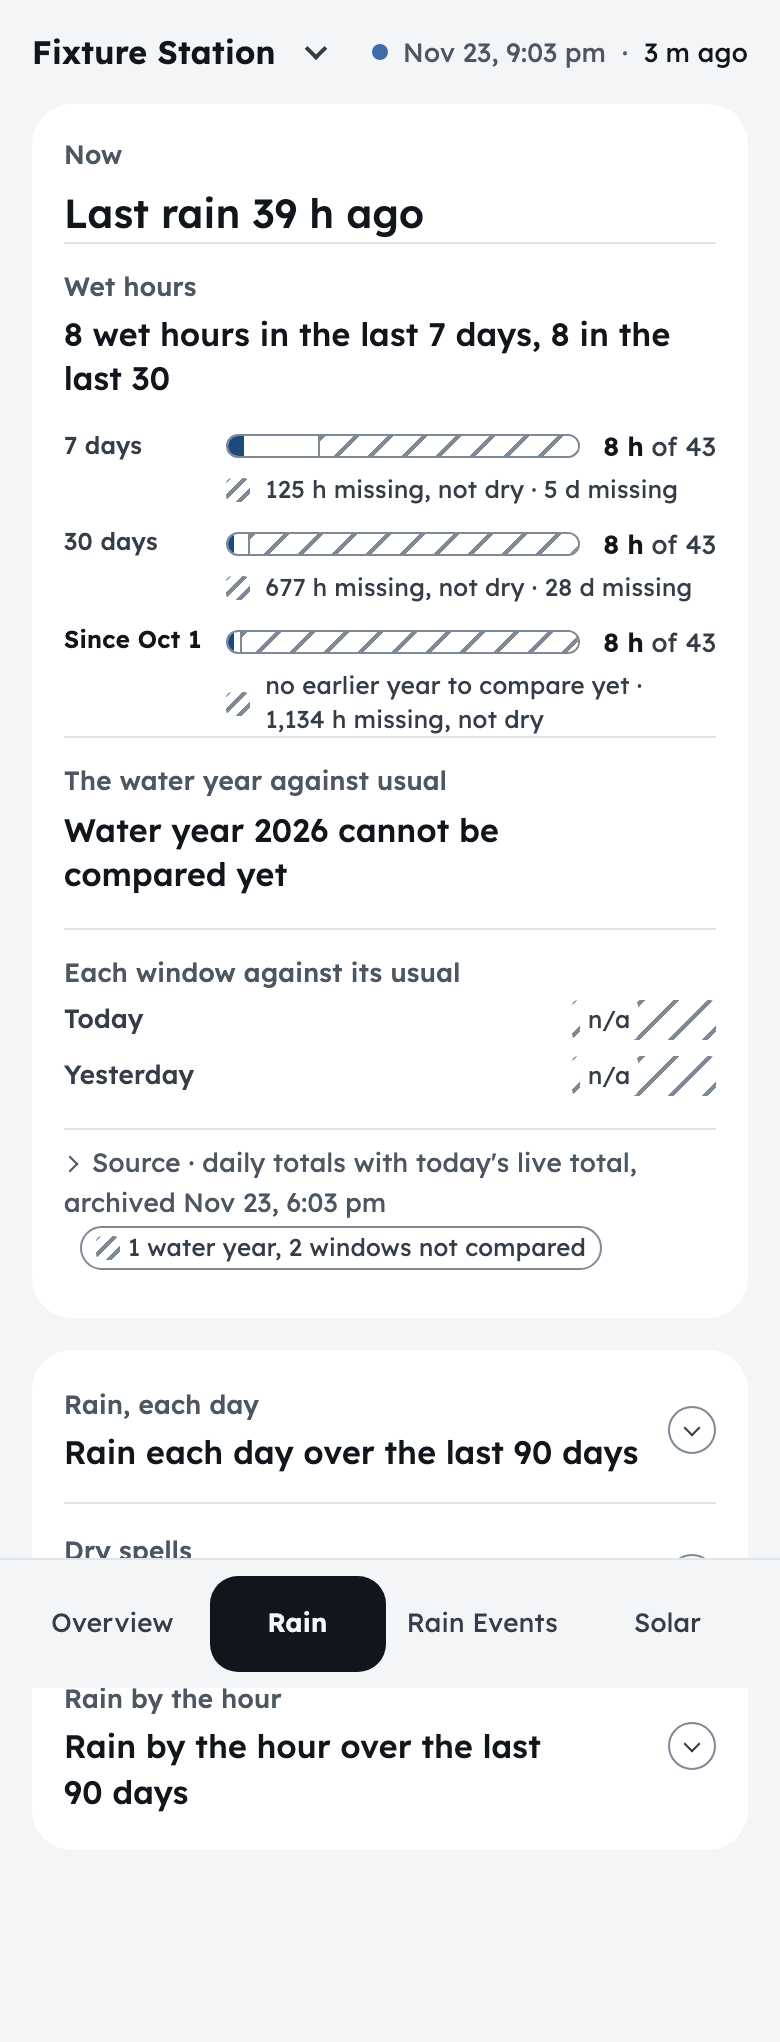 Fixture Station
Nov 23, 9:03 pm · 3 m ago
Now
Last rain 39 h ago
Wet hours
8 wet hours in the last 7 days, 8 in the
last 30
7 days
8 h of 43
125 h missing, not dry · 5 d missing
30 days
8 h of 43
677 h missing, not dry · 28 d missing
Since Oct 1
8 h of 43
no earlier year to compare yet ·
1,134 h missing, not dry
The water year against usual
Water year 2026 cannot be
compared yet
Each window against its usual
Today
n/a
Yesterday
n/a
Source · daily totals with today's live total,
archived Nov 23, 6:03 pm
1 water year, 2 windows not compared
Rain, each day
Rain each day over the last 90 days
Dry spells
Overview
Rain
Rain Events
Solar
Rain by the hour
Rain by the hour over the last
90 days